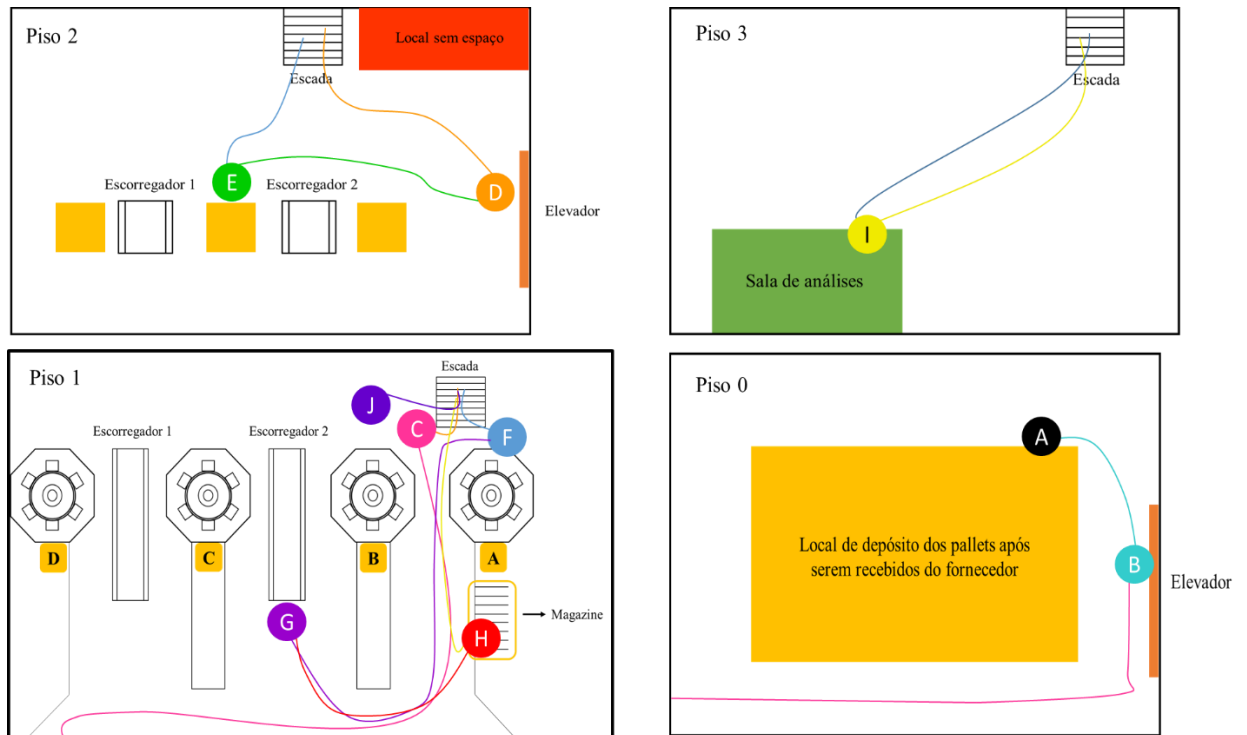 Piso 2
Escada
Local sem espaço
Escorregador 1
E
Escorregador 2
D
Elevador
Piso 3
Escada
I
Sala de análises
Piso 1
Escada
J
C
F
Escorregador 1
Escorregador 2
D
C
B
A
G
H
Magazine
Piso 0
A
Local de depósito dos pallets após
serem recebidos do fornecedor
B
Elevador